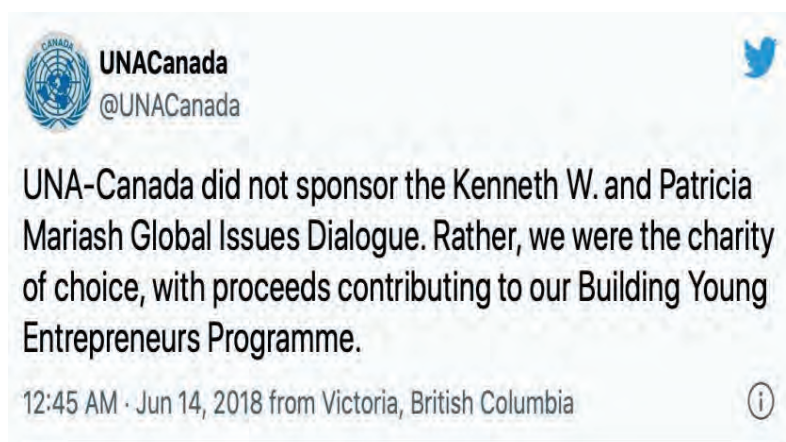 CANADA
UNACanada
@UNACanada
UNA-Canada did not sponsor the Kenneth W. and Patricia
Mariash Global Issues Dialogue. Rather, we were the charity
of choice, with proceeds contributing to our Building Young
Entrepreneurs Programme.
12:45 AM · Jun 14, 2018 from Victoria, British Columbia